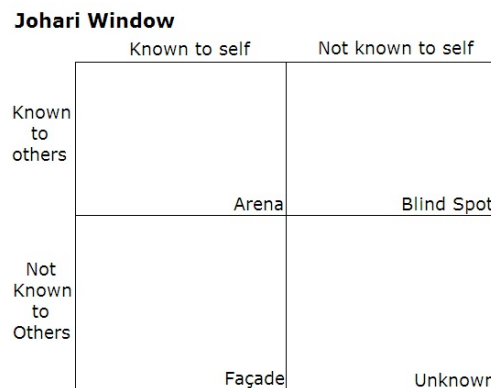 Johari Window
Known to self
Not known to self
Known
to
others
Arena
Blind Spot
Not
Known
to
Others
Façade
Unknown